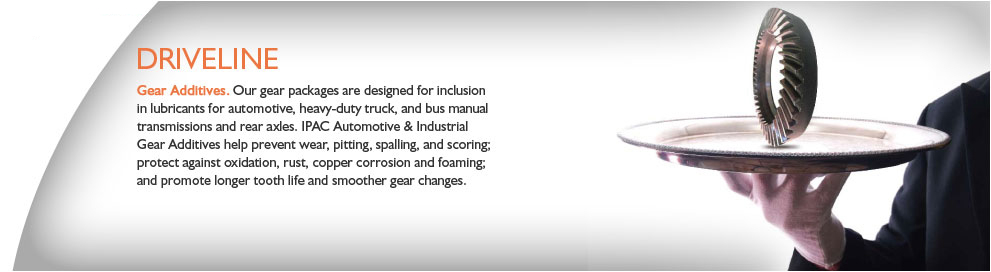 DRIVELINE
Gear Additives. Our gear packages are designed for inclusion
in lubricants for automotive, heavy-duty truck, and bus manual
transmissions and rear axles. IPAC Automotive & Industrial
Gear Additives help prevent wear, pitting, spalling, and scoring;
protect against oxidation, rust, copper corrosion and foaming;
and promote longer tooth life and smoother gear changes.